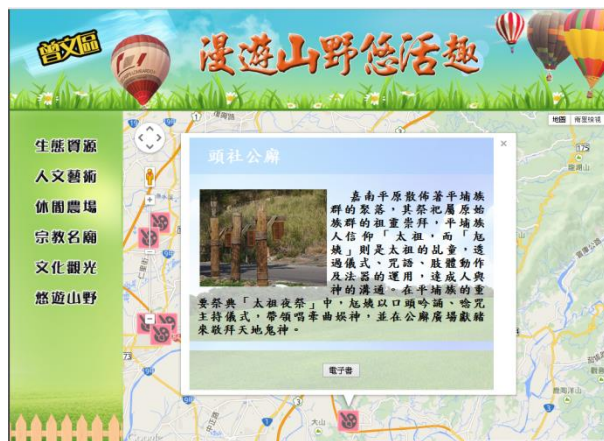 曾文區
漫遊山野悠活趣
地圖
衛星檢視
生態資源
人文藝術
休閒農場
宗教名廟
文化觀光
悠遊山野
頭社公廨
嘉南平原散佈著平埔族
群的聚落,其祭祀屬原始
族群的祖靈崇拜,平埔族
人信仰「太祖,而「尪
姨」則是太祖的乩童,透
過儀式、咒語、肢體動作
及法器的運用,達成人與
神的溝通。在平埔族的重
要祭典「太祖夜祭」中,尪姨以口頭吟誦、唸咒
主持儀式,帶領唱牽曲娛神,並在公廨廣場獻豬
來敬拜天地鬼神。
電子書
175
大山
3
1